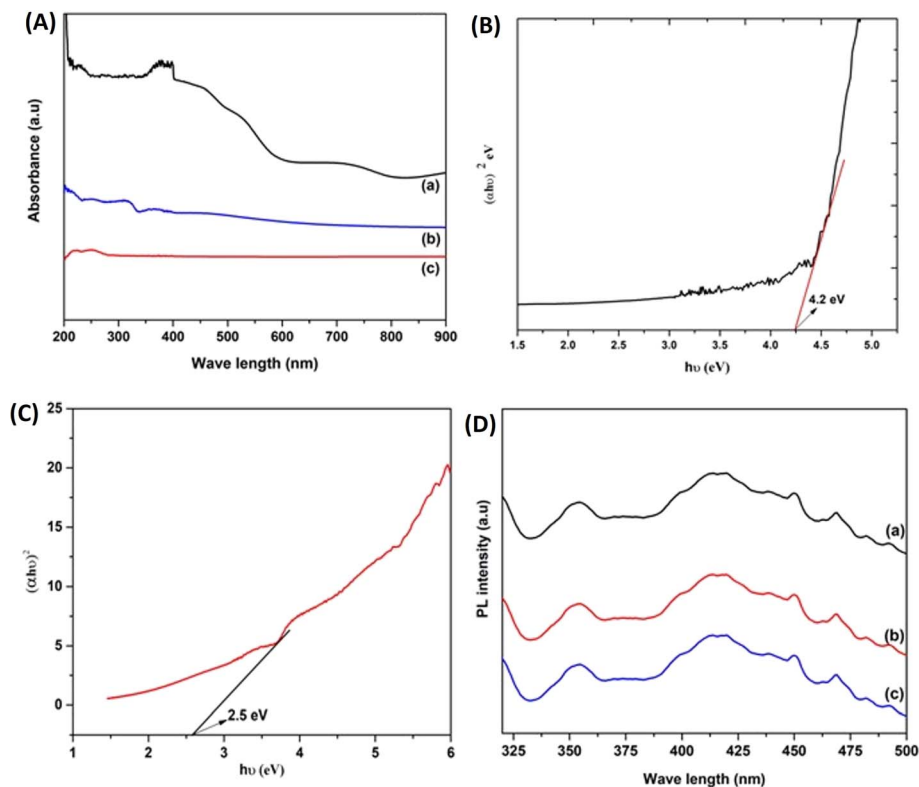 (A)
Absorbance (a.u)
(a)
(b)
(c)
200 300 400 500 600 700 800 900
Wave length (nm)
(B)
(αhυ) ² eV
4.2 eV
1.5 2.0 2.5 3.0 3.5 4.0 4.5 5.0
hυ (eV)
(C)
25
20
15
10
5
0
(αhυ)²
2.5 eV
1 2 3 4 5 6
hυ (eV)
(D)
PL intensity (a.u)
(a)
(b)
(c)
325 350 375 400 425 450 475 500
Wave length (nm)